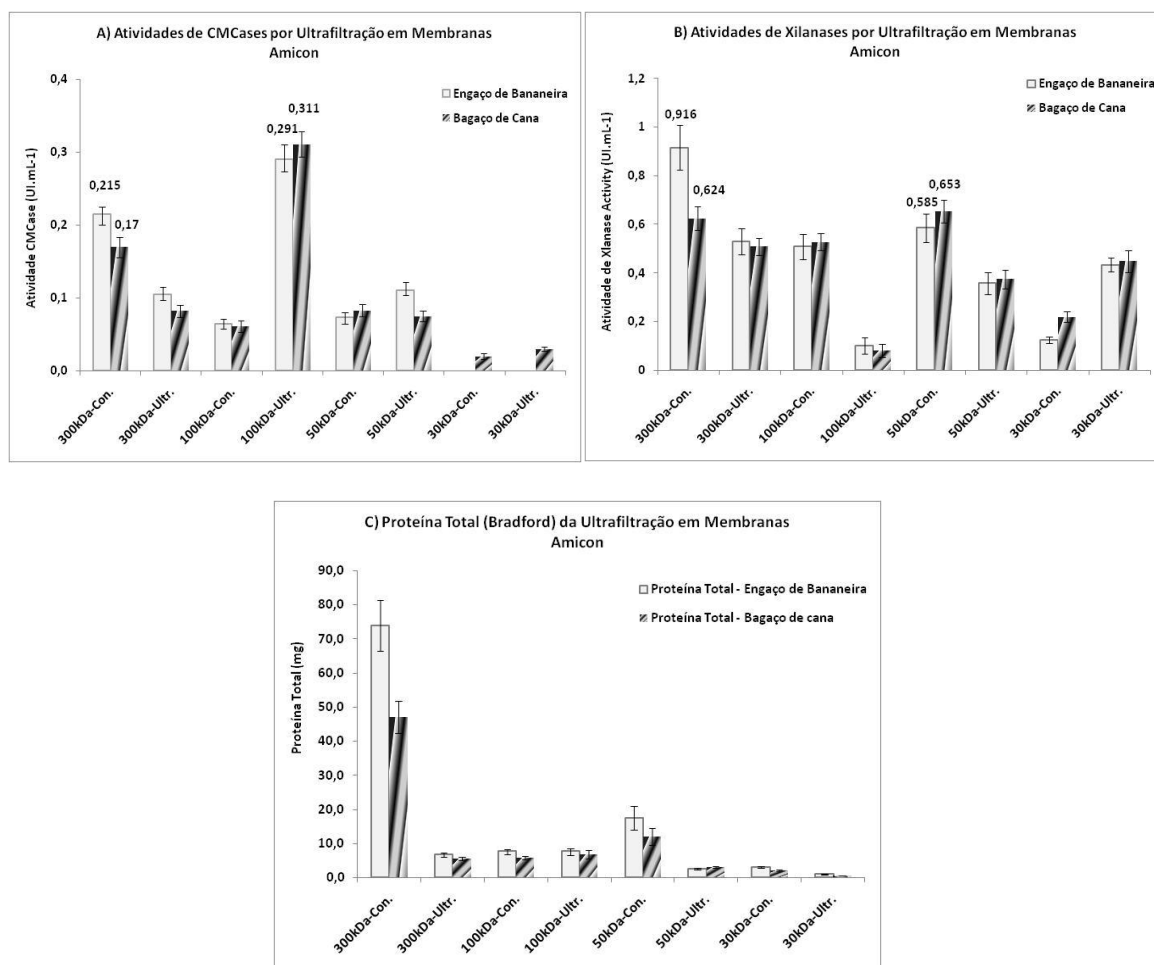 A) Atividades de CMCases por Ultrafiltração em Membranas
Amicon
Atividade CMCase (UI.mL-1)
0,4
0,3
0,2
0,1
0,0
Engaço de Bananeira
Bagaço de Cana
0,215
0,17
0,291
0,311
300kDa-Con.
300kDa-Ultr.
100kDa-Con.
100kDa-Ultr.
50kDa-Con.
50kDa-Ultr.
30kDa-Con.
30kDa-Ultr.
B) Atividades de Xilanases por Ultrafiltração em Membranas
Amicon
Atividade de Xlanase Activity (UI.mL-1)
1,2
1
0,8
0,6
0,4
0,2
0
Engaço de Bananeira
Bagaço de Cana
0,916
0,624
0,585
0,653
300kDa-Con.
300kDa-Ultr.
100kDa-Con.
100kDa-Ultr.
50kDa-Con.
50kDa-Ultr.
30kDa-Con.
30kDa-Ultr.
C) Proteína Total (Bradford) da Ultrafiltração em Membranas
Amicon
Proteína Total (mg)
90,0
80,0
70,0
60,0
50,0
40,0
30,0
20,0
10,0
0,0
Proteína Total - Engaço de Bananeira
Proteína Total - Bagaço de cana
300kDa-Con.
300kDa-Ultr.
100kDa-Con.
100kDa-Ultr.
50kDa-Con.
50kDa-Ultr.
30kDa-Con.
30kDa-Ultr.